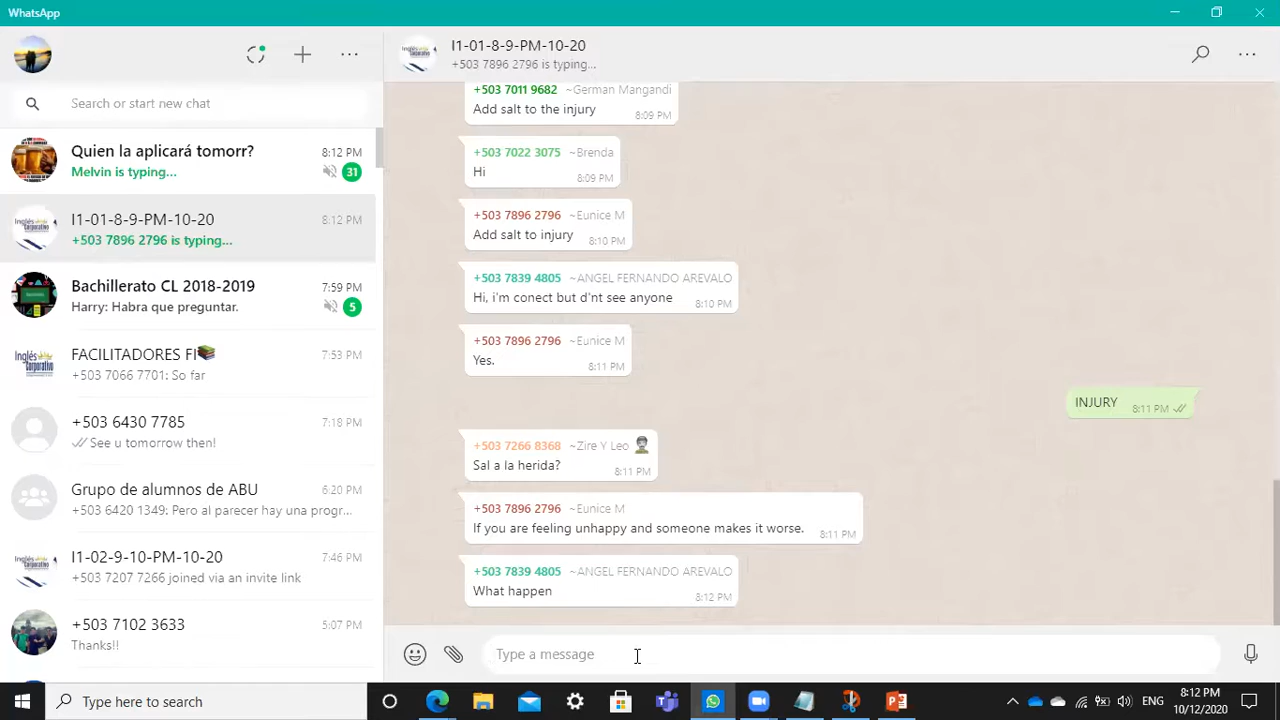 WhatsApp
Search or start new chat
Quien la aplicará tomorr?
8:12 PM
Melvin is typing...
31
I1-01-8-9-PM-10-20
8:12 PM
+503 7896 2796 is typing...
Bachillerato CL 2018-2019
7:59 PM
Harry: Habra que preguntar.
5
FACILITADORES FI📚
7:53 PM
+503 7066 7701: So far
+503 6430 7785
7:18 PM
See u tomorrow then!
Grupo de alumnos de ABU
6:20 PM
+503 6420 1349: Pero al parecer hay una progr...
I1-02-9-10-PM-10-20
7:46 PM
+503 7207 7266 joined via an invite link
+503 7102 3633
5:07 PM
Thanks!!
I1-01-8-9-PM-10-20
+503 7896 2796 is typing...
+503 7011 9682 ~German Mangandi
Add salt to the injury
8:09 PM
+503 7022 3075 ~Brenda
Hi
8:09 PM
+503 7896 2796 ~Eunice M
Add salt to injury
8:10 PM
+503 7839 4805 ~ANGEL FERNANDO AREVALO
Hi, i'm conect but d'nt see anyone
8:10 PM
+503 7896 2796 ~Eunice M
Yes.
8:11 PM
INJURY
8:11 PM
+503 7266 8368 ~Zire Y Leo
Sal a la herida?
8:11 PM
+503 7896 2796 ~Eunice M
If you are feeling unhappy and someone makes it worse.
8:11 PM
+503 7839 4805 ~ANGEL FERNANDO AREVALO
What happen
8:12 PM
Type a message
Type here to search
ENG
8:12 PM
10/12/2020